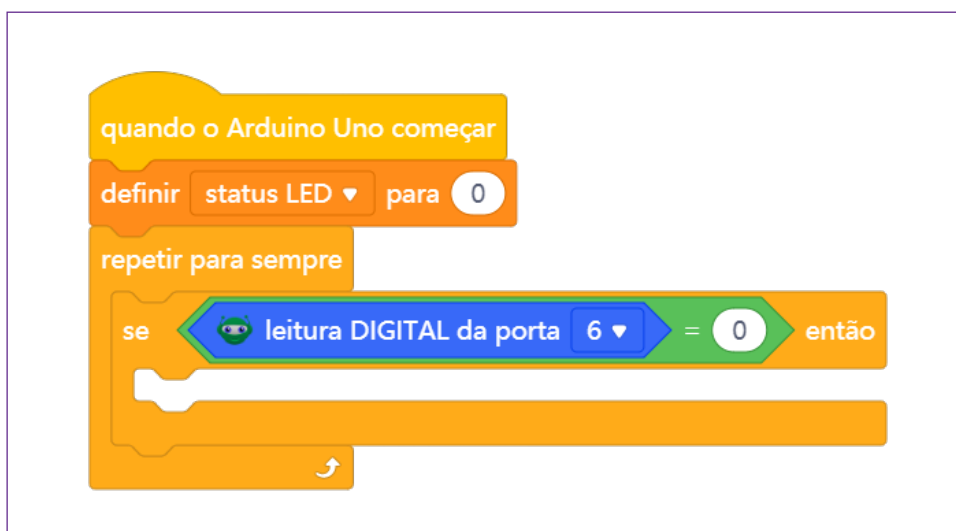 quando o Arduino Uno começar
definir status LED ▼ para 0
repetir para sempre
se leitura DIGITAL da porta 6 ▼ = 0 então